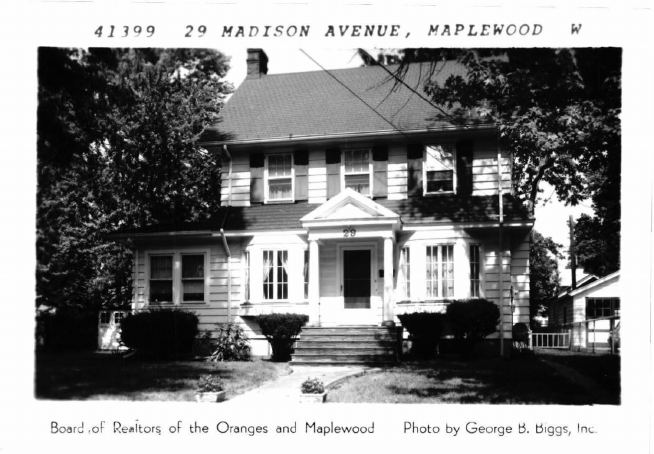 41399 29 MADISON AVENUE, MAPLEWOOD W
29
Board of Realtors of the Oranges and Maplewood Photo by George B. Biggs, Inc.